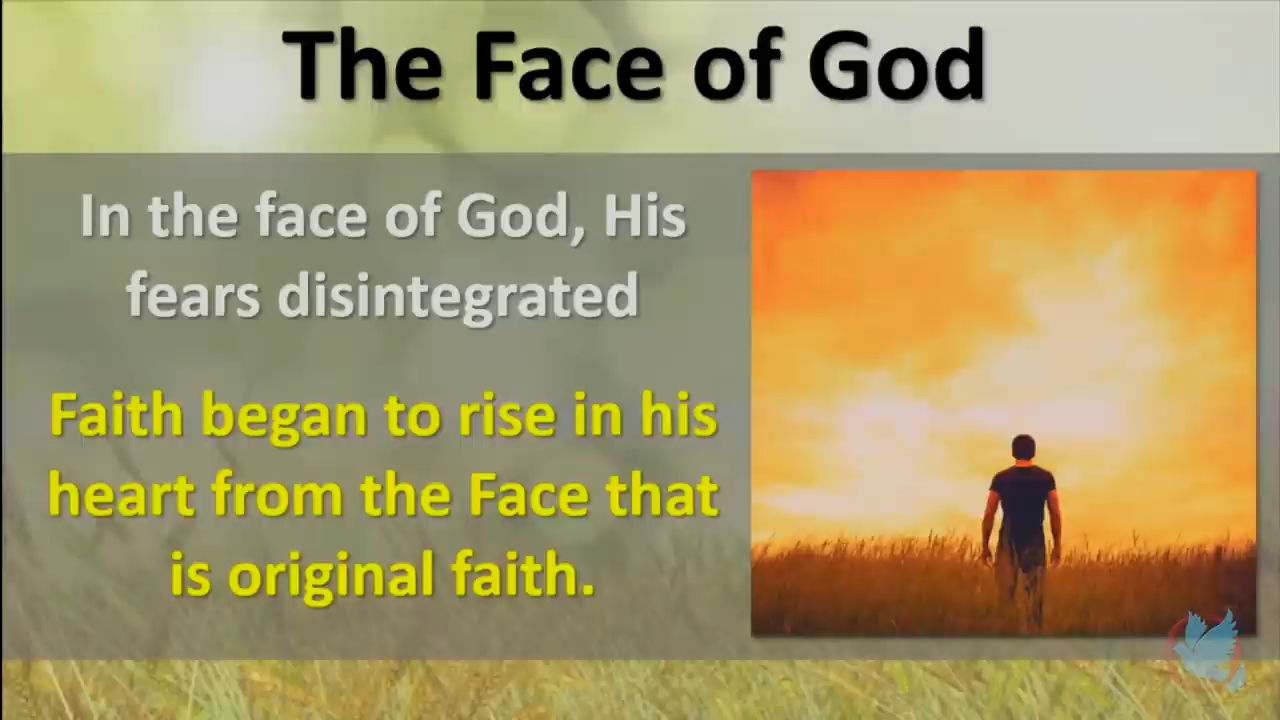 The Face of God
In the face of God, His
fears disintegrated
Faith began to rise in his
heart from the Face that
is original faith.